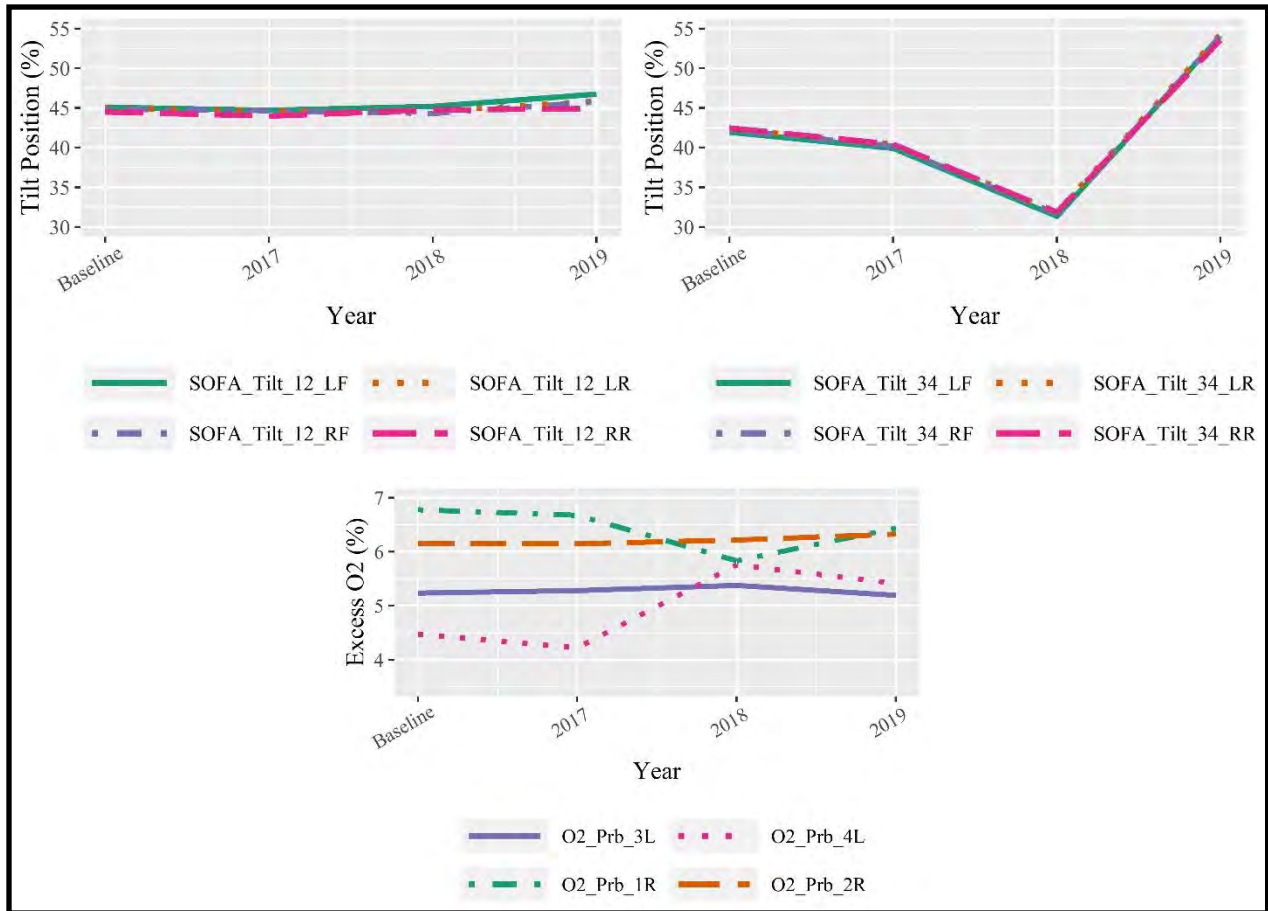 Tilt Position (%)
55
50
45
40
35
30
Baseline
2017
2018
2019
Year
SOFA_Tilt_12_LF
SOFA_Tilt_12_LR
SOFA_Tilt_12_RF
SOFA_Tilt_12_RR
Tilt Position (%)
55
50
45
40
35
30
Baseline
2017
2018
2019
Year
SOFA_Tilt_34_LF
SOFA_Tilt_34_LR
SOFA_Tilt_34_RF
SOFA_Tilt_34_RR
Excess O2 (%)
7
6
5
4
Baseline
2017
2018
2019
Year
O2_Prb_3L
O2_Prb_4L
O2_Prb_1R
O2_Prb_2R